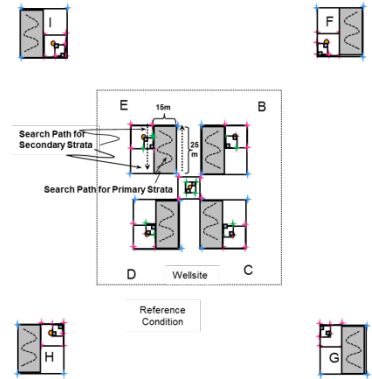 I
F
E
15m
B
Search Path for
Secondary Strata
25
m
Search Path for Primary Strata
D
Wellsite
C
Reference
Condition
H
G